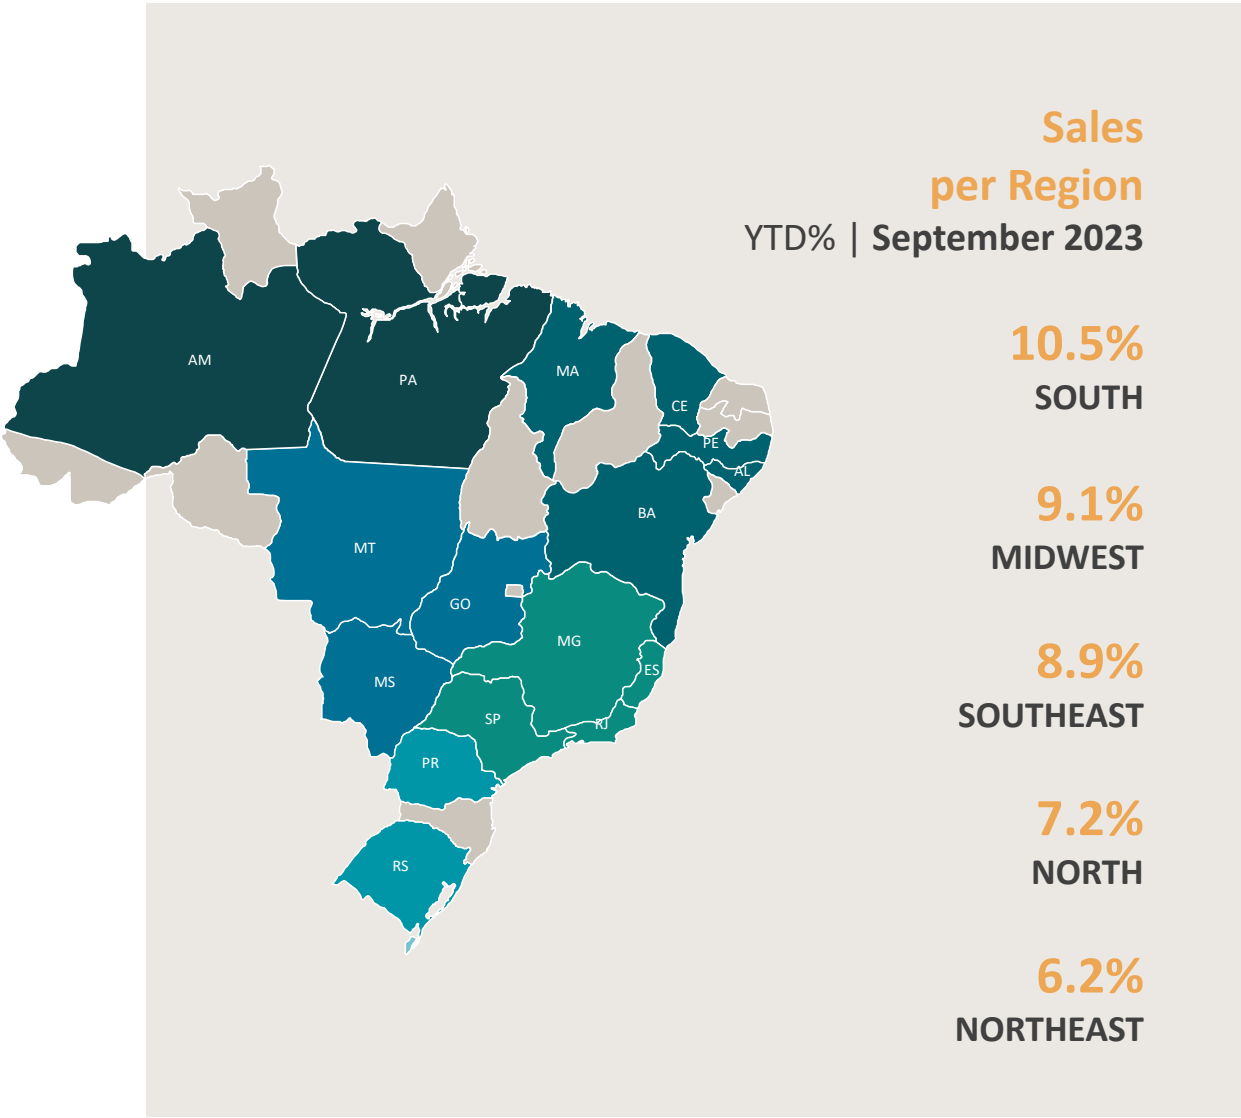 Sales
per Region
YTD% | September 2023
10.5%
SOUTH
9.1%
MIDWEST
8.9%
SOUTHEAST
7.2%
NORTH
6.2%
NORTHEAST
AM
PA
MA
CE
PE
AL
BA
MT
GO
MG
ES
MS
SP
RJ
PR
RS